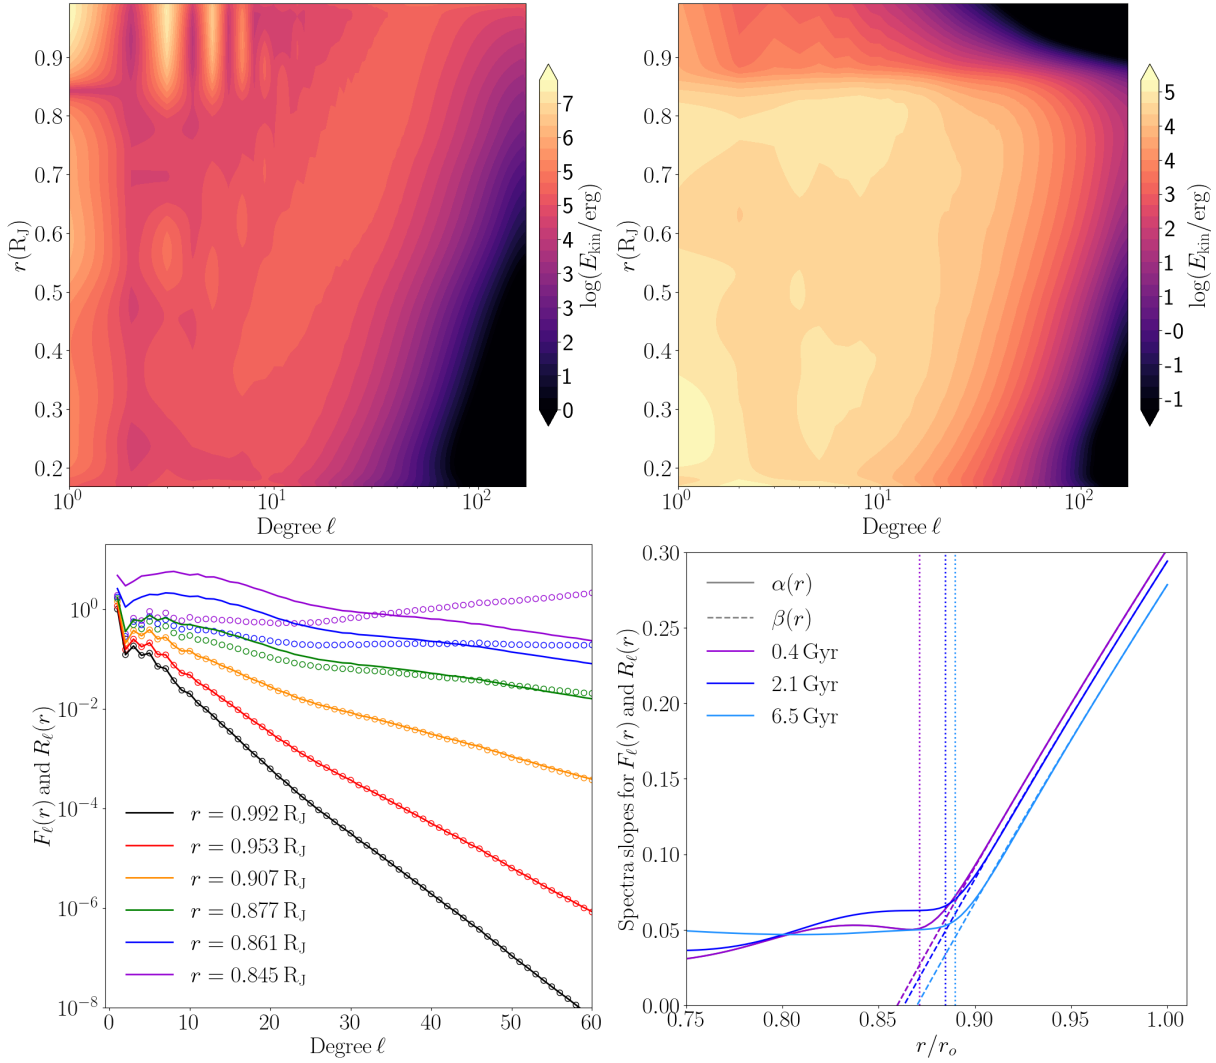 0.9
0.8
0.7
0.6
0.5
0.4
0.3
0.2
r(R_J)
10^0 10^1 10^2
Degree ℓ
7
6
5
4
3
2
1
0
log(E_kin/erg)
0.9
0.8
0.7
0.6
0.5
0.4
0.3
0.2
r(R_J)
10^0 10^1 10^2
Degree ℓ
5
4
4
3
2
2
1
1
-0
-1
-1
log(E_kin/erg)
10^0
10^-2
10^-4
10^-6
10^-8
F_ℓ(r) and R_ℓ(r)
r = 0.992 R_J
r = 0.953 R_J
r = 0.907 R_J
r = 0.877 R_J
r = 0.861 R_J
r = 0.845 R_J
0 10 20 30 40 50 60
Degree ℓ
0.30
0.25
0.20
0.15
0.10
0.05
0.00
Spectra slopes for F_ℓ(r) and R_ℓ(r)
α(r)
β(r)
0.4 Gyr
2.1 Gyr
6.5 Gyr
0.75 0.80 0.85 0.90 0.95 1.00
r/r_o